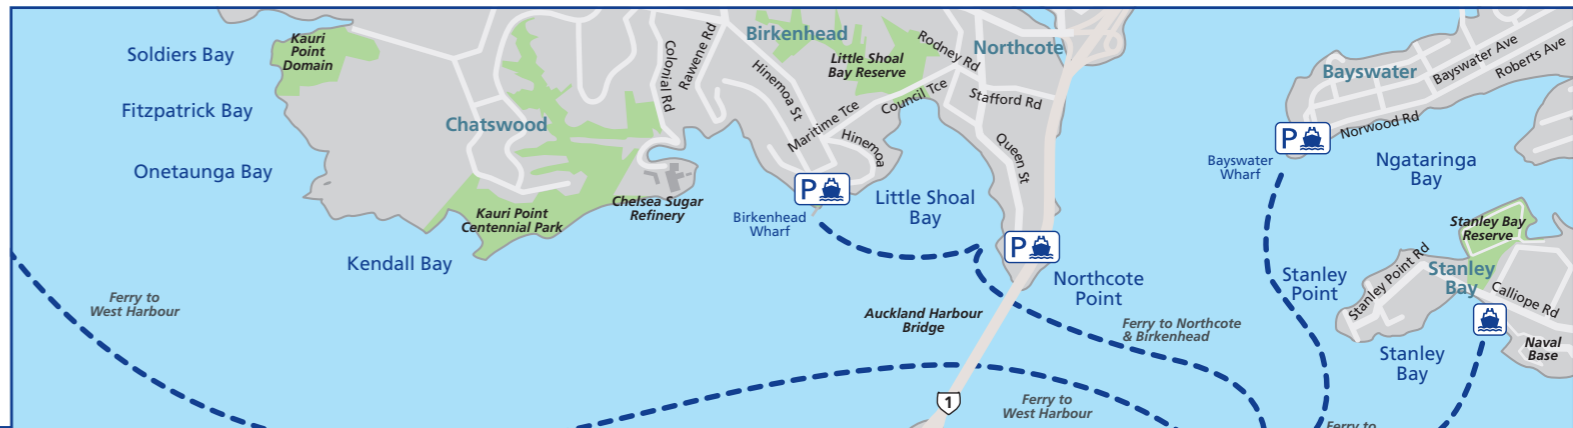 Soldiers Bay
Fitzpatrick Bay
Onetaunga Bay
Kauri
Point
Domain
Chatswood
Kauri Point
Centennial Park
Kendall Bay
Ferry to
West Harbour
Colonial Rd
Rawene Rd
Chelsea Sugar
Refinery
Birkenhead
Hinemoa St
Little Shoal
Bay Reserve
Rodney Rd
Northcote
Maritime Tce
Council Tce
Stafford Rd
Hinemoa
Queen St
P
Birkenhead
Wharf
Little Shoal
Bay
P
Northcote
Point
Auckland Harbour
Bridge
Ferry to Northcote
& Birkenhead
1
Ferry to
West Harbour
Bayswater
Bayswater Ave
Roberts Ave
Norwood Rd
P
Bayswater
Wharf
Ngataringa
Bay
Stanley Bay
Reserve
Stanley
Point
Stanley Point Rd
Stanley
Bay
Calliope Rd
Stanley
Bay
Naval
Base
Ferry to